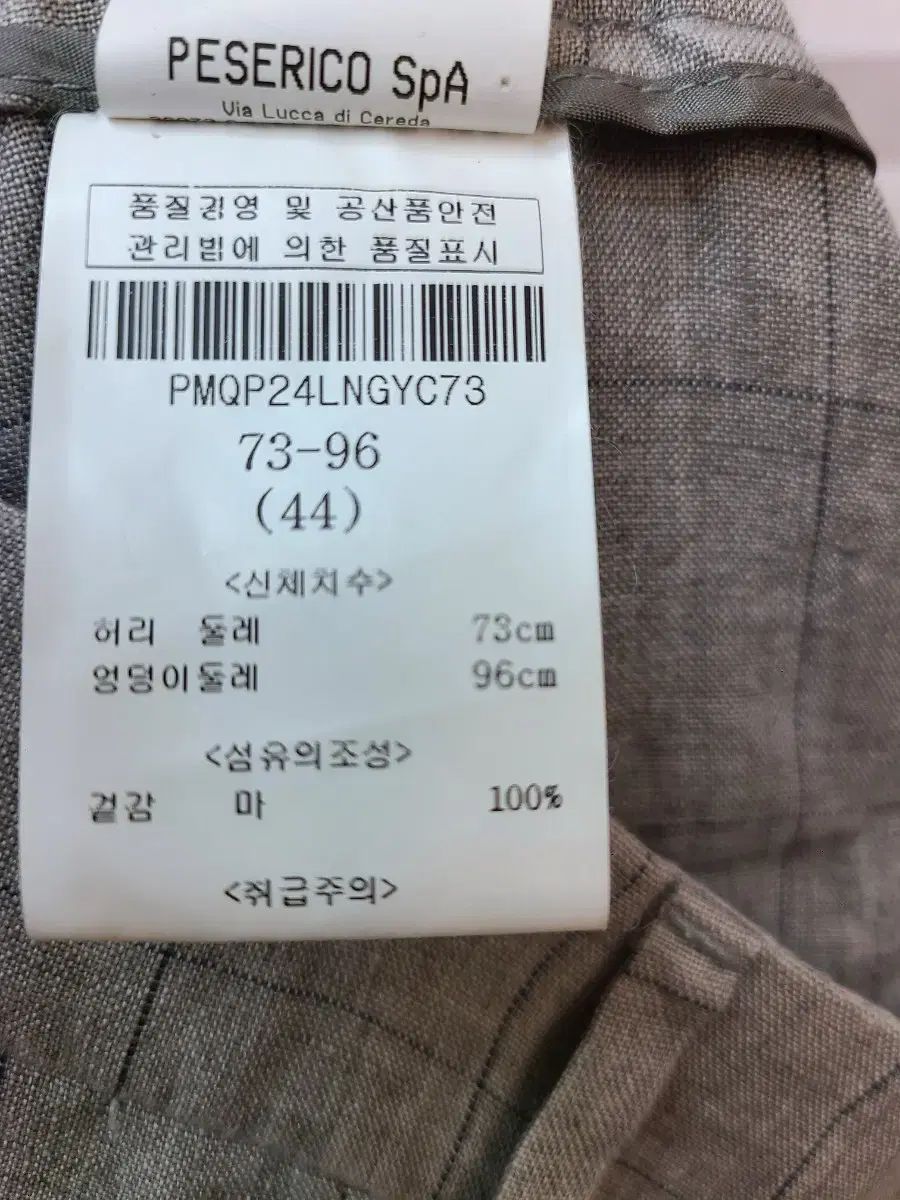 PESERICO SpA
Via Lucca di Cereda
품질경영 및 공산품안전
관리법에 의한 품질표시
PMQP24LNGYC73
73-96
(44)
<신체치수>
허리 둘레 73cm
엉덩이둘레 96cm
<섬유의조성>
겉감 마 100%
<취급주의>